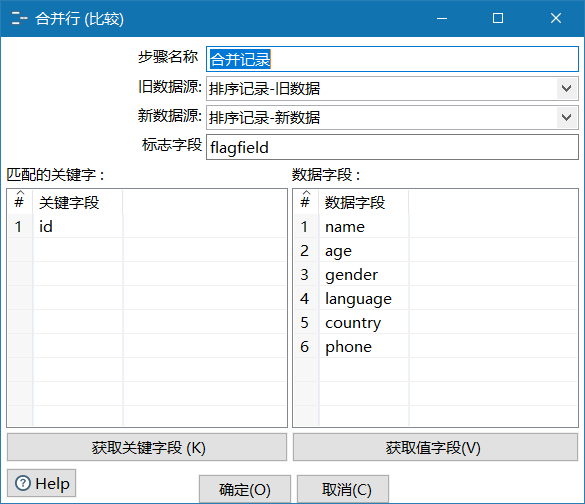 合并行 (比较)
步骤名称 合并记录
旧数据源: 排序记录-旧数据
新数据源: 排序记录-新数据
标志字段 flagfield
匹配的关键字 :
# 关键字段
1 id
数据字段 :
# 数据字段
1 name
2 age
3 gender
4 language
5 country
6 phone
获取关键字段 (K)
获取值字段(V)
Help
确定(O)
取消(C)